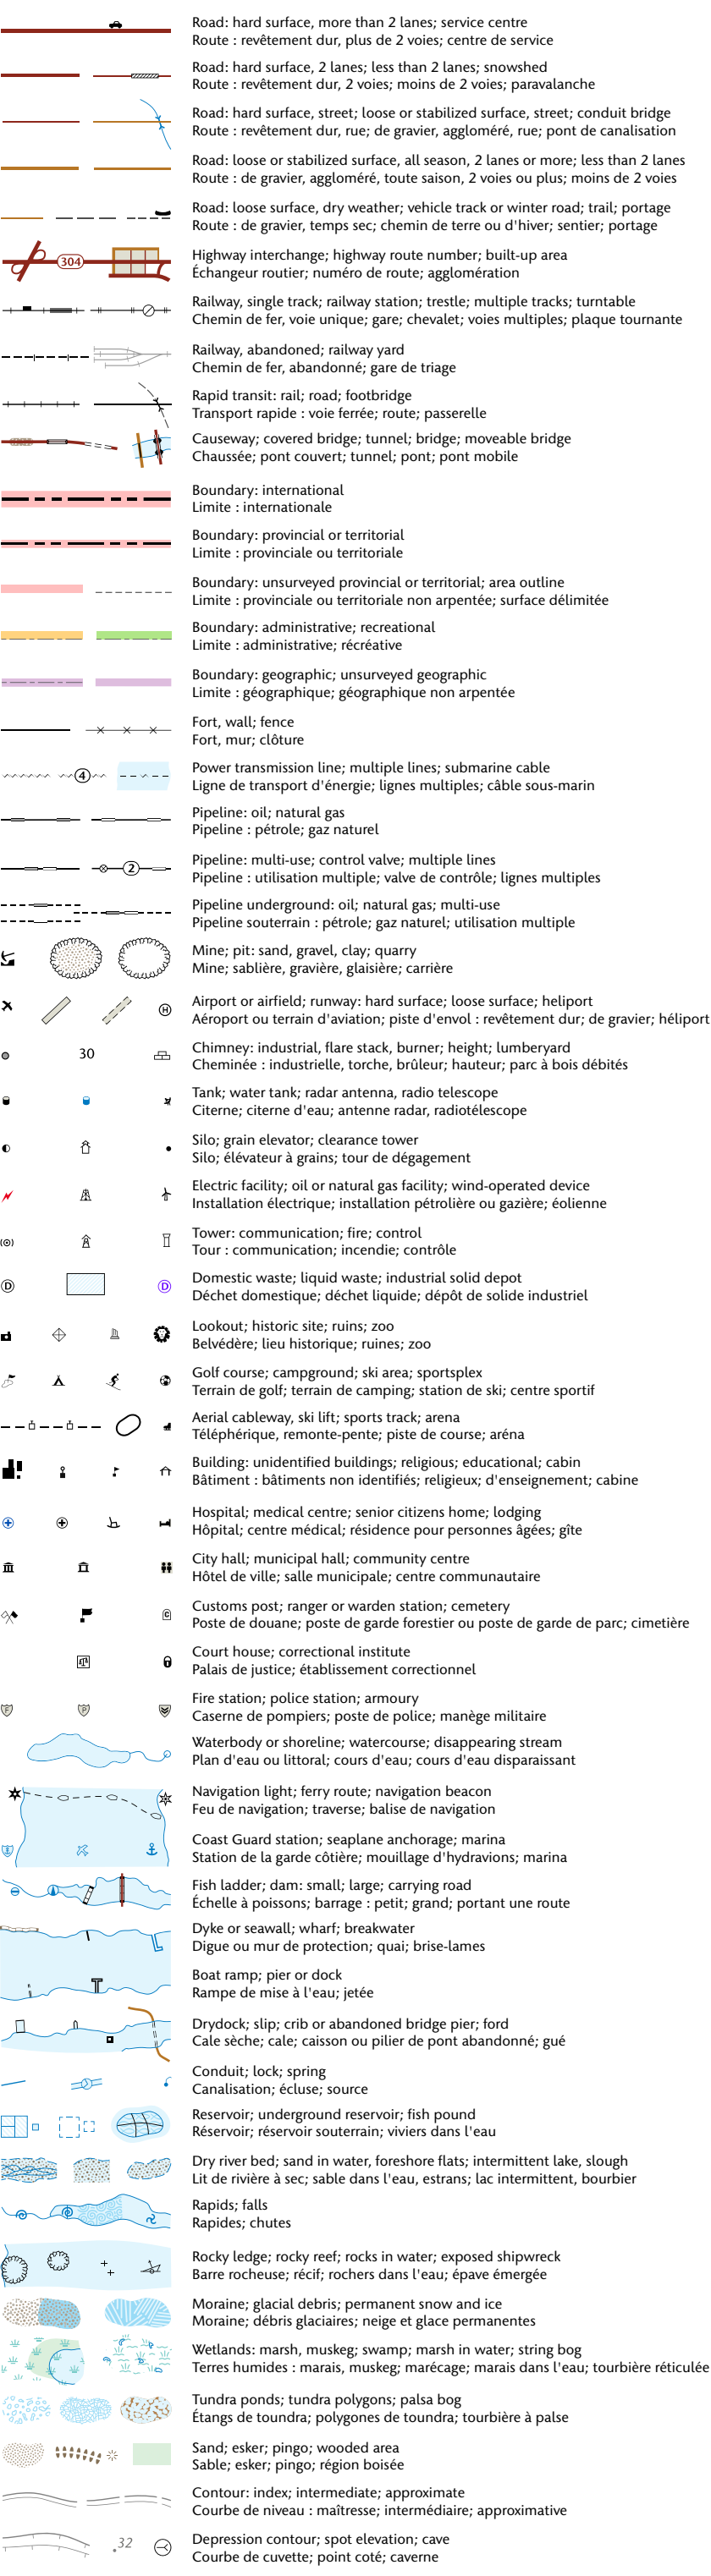 Road: hard surface, more than 2 lanes; service centre
Route : revêtement dur, plus de 2 voies; centre de service
Road: hard surface, 2 lanes; less than 2 lanes; snowshed
Route : revêtement dur, 2 voies; moins de 2 voies; paravalanche
Road: hard surface, street; loose or stabilized surface, street; conduit bridge
Route : revêtement dur, rue; de gravier, aggloméré, rue; pont de canalisation
Road: loose or stabilized surface, all season, 2 lanes or more; less than 2 lanes
Route : de gravier, aggloméré, toute saison, 2 voies ou plus; moins de 2 voies
Road: loose surface, dry weather; vehicle track or winter road; trail; portage
Route : de gravier, temps sec; chemin de terre ou d'hiver; sentier; portage
304
Highway interchange; highway route number; built-up area
Échangeur routier; numéro de route; agglomération
Railway, single track; railway station; trestle; multiple tracks; turntable
Chemin de fer, voie unique; gare; chevalet; voies multiples; plaque tournante
Railway, abandoned; railway yard
Chemin de fer, abandonné; gare de triage
Rapid transit: rail; road; footbridge
Transport rapide : voie ferrée; route; passerelle
Causeway; covered bridge; tunnel; bridge; moveable bridge
Chaussée; pont couvert; tunnel; pont; pont mobile
Boundary: international
Limite : internationale
Boundary: provincial or territorial
Limite : provinciale ou territoriale
Boundary: unsurveyed provincial or territorial; area outline
Limite : provinciale ou territoriale non arpentée; surface délimitée
Boundary: administrative; recreational
Limite : administrative; récréative
Boundary: geographic; unsurveyed geographic
Limite : géographique; géographique non arpentée
Fort, wall; fence
Fort, mur; clôture
4
Power transmission line; multiple lines; submarine cable
Ligne de transport d'énergie; lignes multiples; câble sous-marin
Pipeline: oil; natural gas
Pipeline : pétrole; gaz naturel
2
Pipeline: multi-use; control valve; multiple lines
Pipeline : utilisation multiple; valve de contrôle; lignes multiples
Pipeline underground: oil; natural gas; multi-use
Pipeline souterrain : pétrole; gaz naturel; utilisation multiple
Mine; pit: sand, gravel, clay; quarry
Mine; sablière, gravière, glaisière; carrière
H
Airport or airfield; runway: hard surface; loose surface; heliport
Aéroport ou terrain d'aviation; piste d'envol : revêtement dur; de gravier; héliport
30
Chimney: industrial, flare stack, burner; height; lumberyard
Cheminée : industrielle, torche, brûleur; hauteur; parc à bois débités
Tank; water tank; radar antenna, radio telescope
Citerne; citerne d'eau; antenne radar, radiotélescope
Silo; grain elevator; clearance tower
Silo; élévateur à grains; tour de dégagement
Electric facility; oil or natural gas facility; wind-operated device
Installation électrique; installation pétrolière ou gazière; éolienne
Tower: communication; fire; control
Tour : communication; incendie; contrôle
D D
Domestic waste; liquid waste; industrial solid depot
Déchet domestique; déchet liquide; dépôt de solide industriel
Lookout; historic site; ruins; zoo
Belvédère; lieu historique; ruines; zoo
Golf course; campground; ski area; sportsplex
Terrain de golf; terrain de camping; station de ski; centre sportif
Aerial cableway, ski lift; sports track; arena
Téléphérique, remonte-pente; piste de course; aréna
Building: unidentified buildings; religious; educational; cabin
Bâtiment : bâtiments non identifiés; religieux; d'enseignement; cabine
Hospital; medical centre; senior citizens home; lodging
Hôpital; centre médical; résidence pour personnes âgées; gîte
City hall; municipal hall; community centre
Hôtel de ville; salle municipale; centre communautaire
C
Customs post; ranger or warden station; cemetery
Poste de douane; poste de garde forestier ou poste de garde de parc; cimetière
Court house; correctional institute
Palais de justice; établissement correctionnel
F P
Fire station; police station; armoury
Caserne de pompiers; poste de police; manège militaire
Waterbody or shoreline; watercourse; disappearing stream
Plan d'eau ou littoral; cours d'eau; cours d'eau disparaissant
Navigation light; ferry route; navigation beacon
Feu de navigation; traverse; balise de navigation
Coast Guard station; seaplane anchorage; marina
Station de la garde côtière; mouillage d'hydravions; marina
Fish ladder; dam: small; large; carrying road
Échelle à poissons; barrage : petit; grand; portant une route
Dyke or seawall; wharf; breakwater
Digue ou mur de protection; quai; brise-lames
Boat ramp; pier or dock
Rampe de mise à l'eau; jetée
Drydock; slip; crib or abandoned bridge pier; ford
Cale sèche; cale; caisson ou pilier de pont abandonné; gué
Conduit; lock; spring
Canalisation; écluse; source
Reservoir; underground reservoir; fish pound
Réservoir; réservoir souterrain; viviers dans l'eau
Dry river bed; sand in water, foreshore flats; intermittent lake, slough
Lit de rivière à sec; sable dans l'eau, estrans; lac intermittent, bourbier
Rapids; falls
Rapides; chutes
Rocky ledge; rocky reef; rocks in water; exposed shipwreck
Barre rocheuse; récif; rochers dans l'eau; épave émergée
Moraine; glacial debris; permanent snow and ice
Moraine; débris glaciaires; neige et glace permanentes
Wetlands: marsh, muskeg; swamp; marsh in water; string bog
Terres humides : marais, muskeg; marécage; marais dans l'eau; tourbière réticulée
Tundra ponds; tundra polygons; palsa bog
Étangs de toundra; polygones de toundra; tourbière à palse
Sand; esker; pingo; wooded area
Sable; esker; pingo; région boisée
Contour: index; intermediate; approximate
Courbe de niveau : maîtresse; intermédiaire; approximative
.32
Depression contour; spot elevation; cave
Courbe de cuvette; point coté; caverne